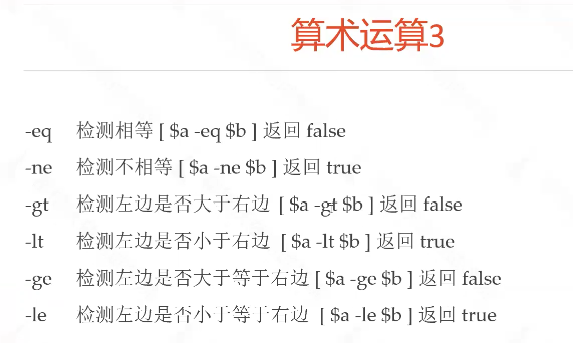 算术运算3
-eq 检测相等 [ $a -eq $b ] 返回 false
-ne 检测不相等 [ $a -ne $b ] 返回 true
-gt 检测左边是否大于右边 [ $a -gt $b ] 返回 false
-lt 检测左边是否小于右边 [ $a -lt $b ] 返回 true
-ge 检测左边是否大于等于右边 [ $a -ge $b ] 返回 false
-le 检测左边是否小于等于右边 [ $a -le $b ] 返回 true